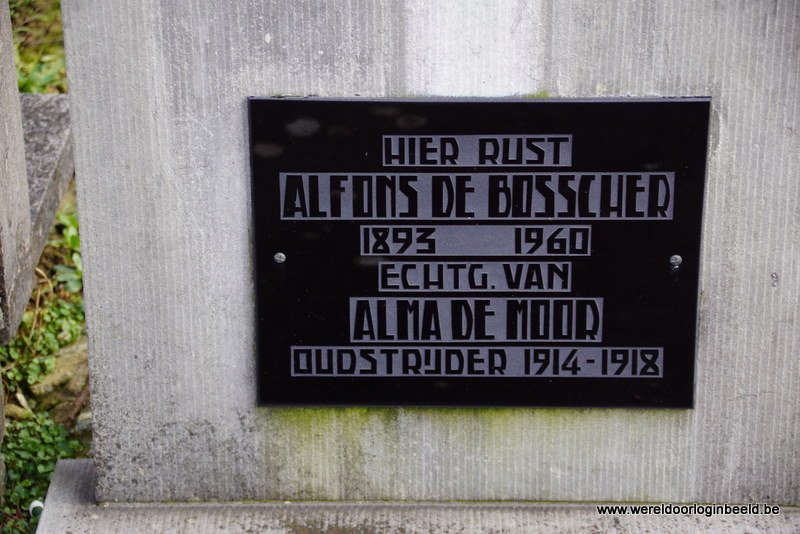 HIER RUST
ALFONS DE BOSSCHER
1893 1960
ECHTG. VAN
ALMA DE MOOR
OUDSTRIJDER 1914-1918
www.wereldoorloginbeeld.be